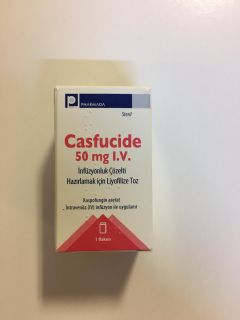 PHARMADA
Steril
Casfucide
50 mg I.V.
İnfüzyonluk Çözelti
Hazırlamak için Liyofilize Toz
Kaspofungin asetat
İntravenöz (IV) infüzyon ile uygulanır
1 flakon